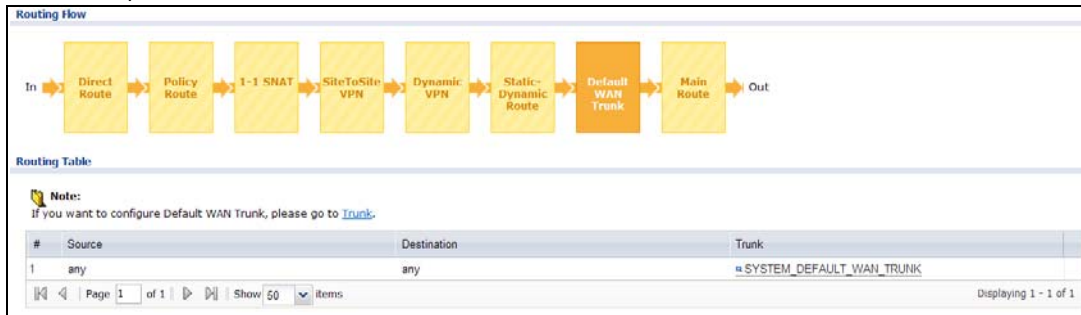 Routing Flow
In
Direct
Route
Policy
Route
1-1 SNAT
SiteToSite
VPN
Dynamic
VPN
Static-
Dynamic
Route
Default
WAN
Trunk
Main
Route
Out
Routing Table
Note:
If you want to configure Default WAN Trunk, please go to Trunk.
# Source Destination Trunk
1 any any SYSTEM_DEFAULT_WAN_TRUNK
Page 1 of 1 Show 50 items Displaying 1 - 1 of 1